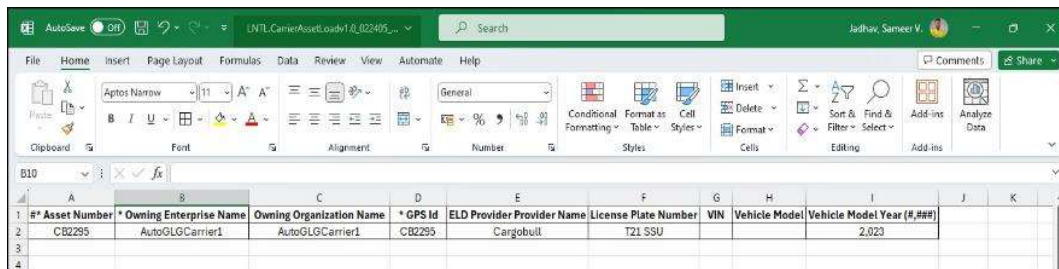 AutoSave Off LNTL.CarrierAssetLoadv1.0_022405_... Search Jadhav, Sameer V.
File Home Insert Page Layout Formulas Data Review View Automate Help Comments Share
Paste Aptos Narrow 11 A^ A˅ General Conditional Formatting Format as Table Cell Styles Insert Delete Format Sort & Filter Find & Select Add-ins Analyze Data
B I U A % 9
Clipboard Font Alignment Number Styles Cells Editing Add-ins
B10 fx
A B C D E F G H I J K
1 #* Asset Number * Owning Enterprise Name Owning Organization Name * GPS Id ELD Provider Provider Name License Plate Number VIN Vehicle Model Vehicle Model Year (#,###)
2 CB2295 AutoGLGCarrier1 AutoGLGCarrier1 CB2295 Cargobull T21 SSU 2,023
3
4